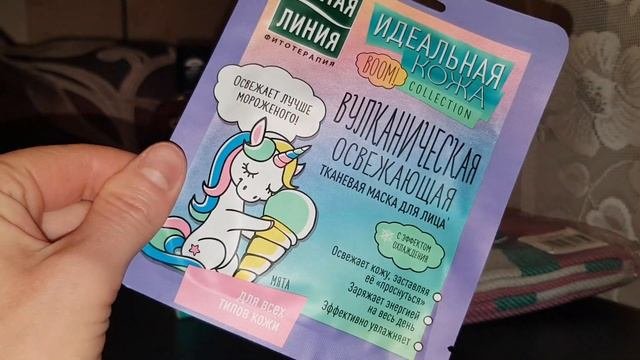 ЛИНИЯ
ФИТОТЕРАПИЯ
ИДЕАЛЬНАЯ
КОЖА
BOOM!
COLLECTION
ОСВЕЖАЕТ ЛУЧШЕ
МОРОЖЕНОГО!
ВУЛКАНИЧЕСКАЯ
ОСВЕЖАЮЩАЯ
ТКАНЕВАЯ МАСКА ДЛЯ ЛИЦА
С ЭФФЕКТОМ
ОХЛАЖДЕНИЯ
Освежает кожу, заставляя
её «проснуться»
Заряжает энергией
на весь день
Эффективно увлажняет
МЯТА
ДЛЯ ВСЕХ
ТИПОВ КОЖИ